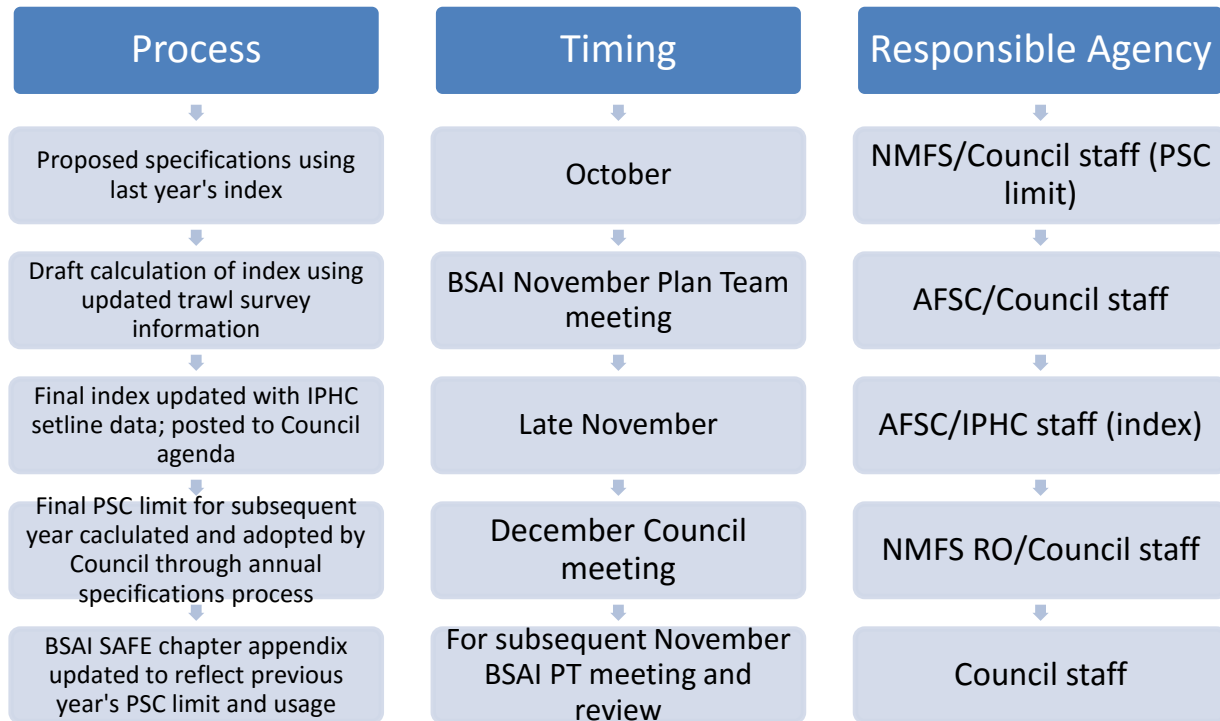 Process
Timing
Responsible Agency
Proposed specifications using
last year's index
October
NMFS/Council staff (PSC
limit)
Draft calculation of index using
updated trawl survey
information
BSAI November Plan Team
meeting
AFSC/Council staff
Final index updated with IPHC
setline data; posted to Council
agenda
Late November
AFSC/IPHC staff (index)
Final PSC limit for subsequent
year caclulated and adopted by
Council through annual
specifications process
December Council
meeting
NMFS RO/Council staff
BSAI SAFE chapter appendix
updated to reflect previous
year's PSC limit and usage
For subsequent November
BSAI PT meeting and
review
Council staff